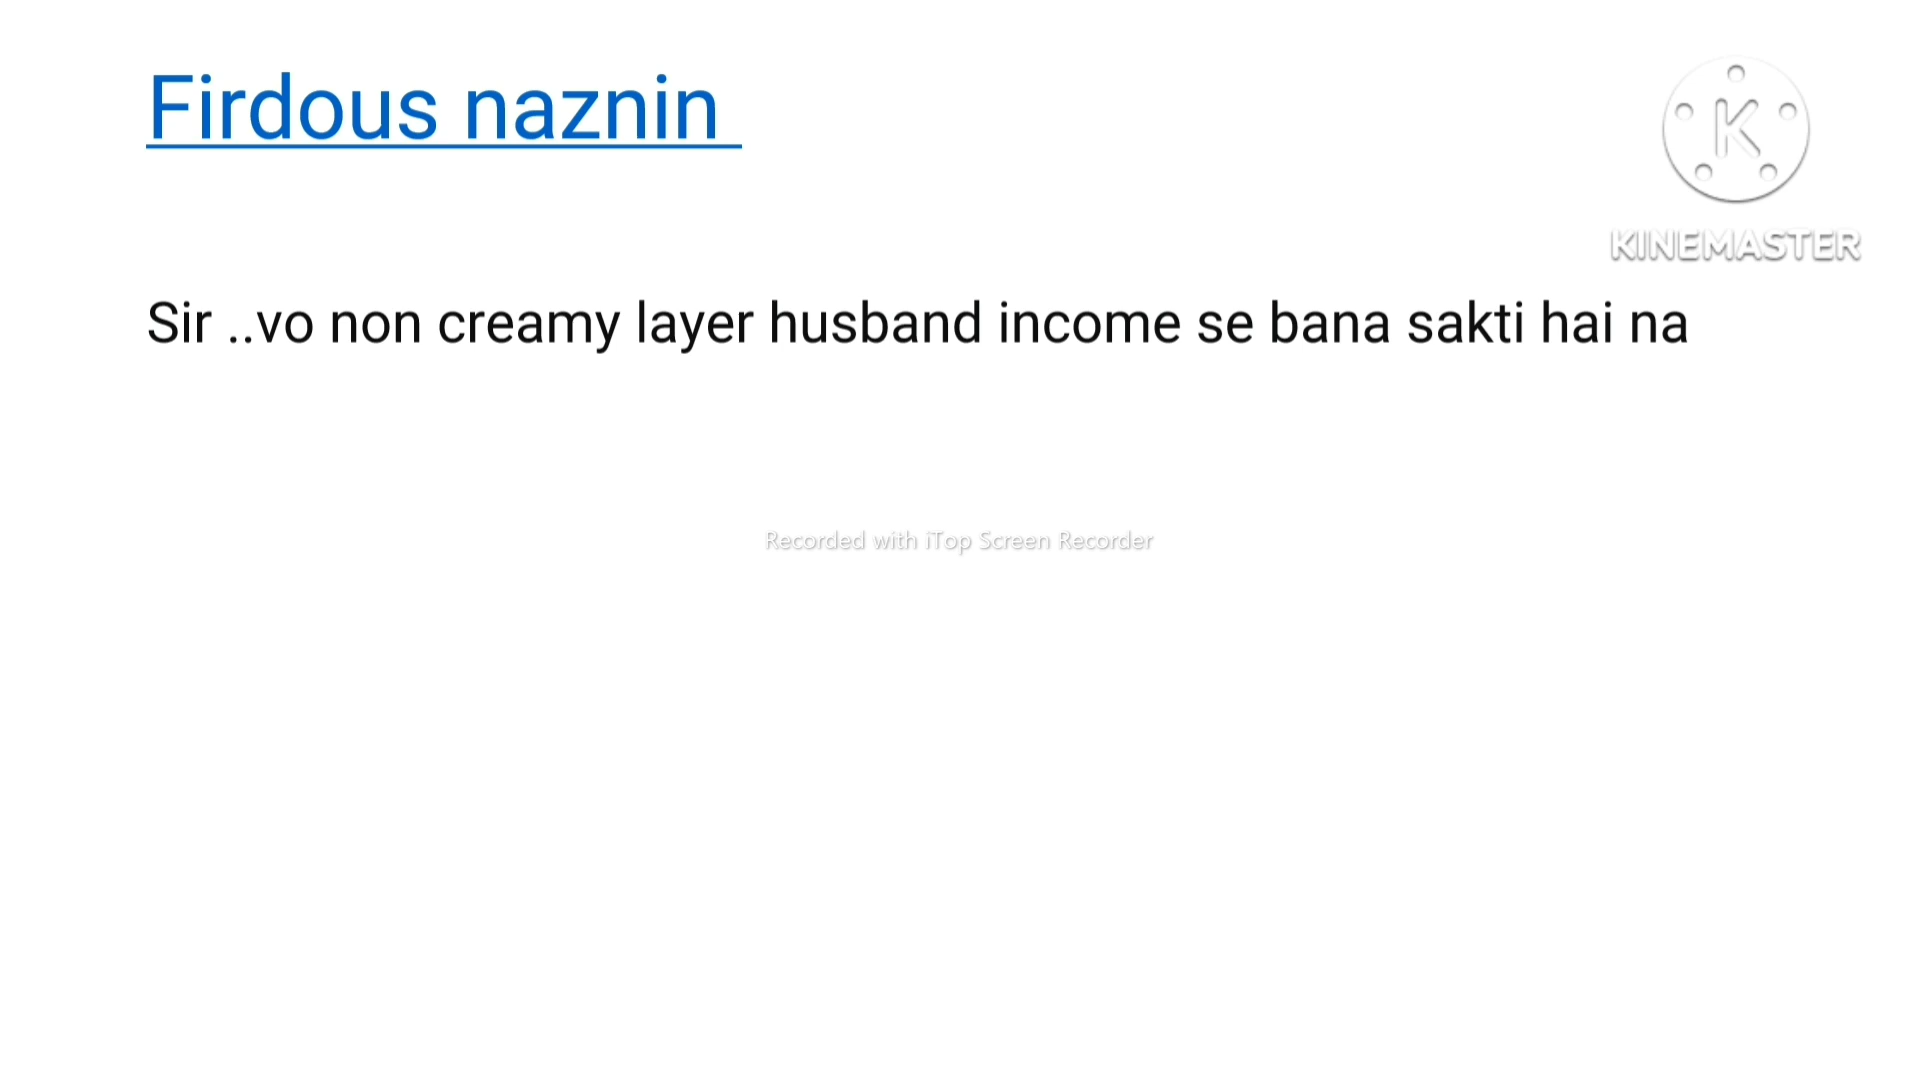 Firdous naznin
K
KINEMASTER
Sir ..vo non creamy layer husband income se bana sakti hai na
Recorded with iTop Screen Recorder